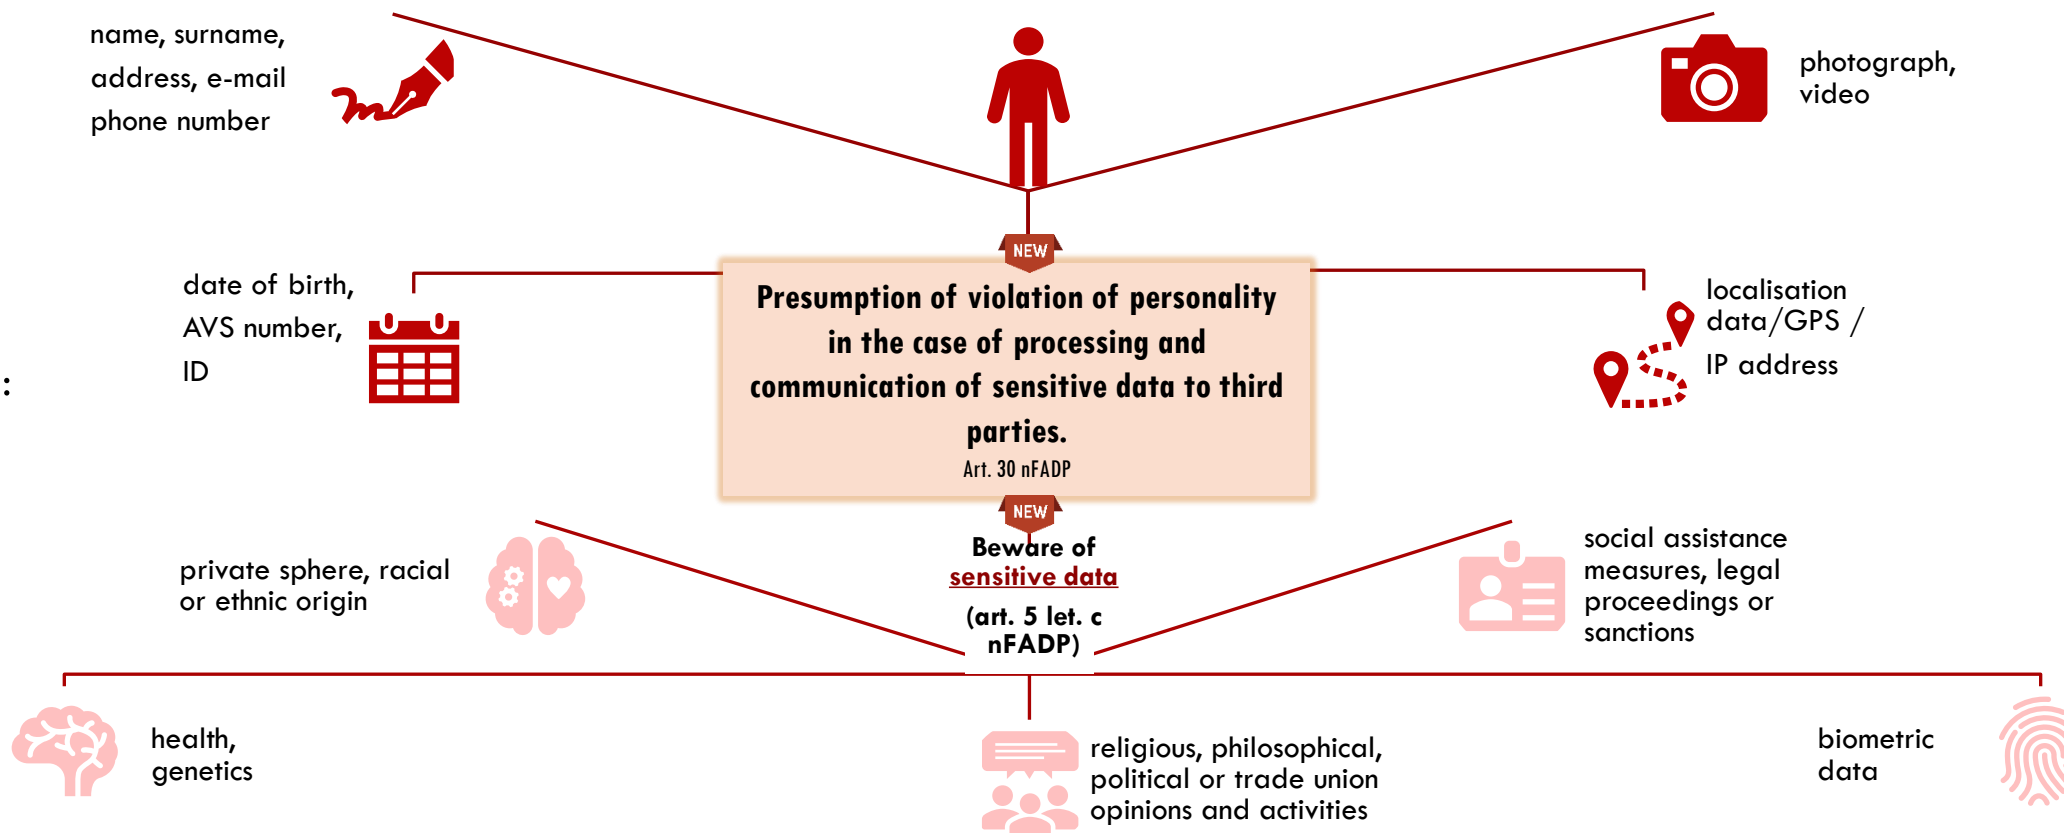 name, surname,
address, e-mail
phone number
photograph,
video
NEW
date of birth,
AVS number,
ID
:
Presumption of violation of personality
in the case of processing and
communication of sensitive data to third
parties.
Art. 30 nFADP
localisation
data/GPS /
IP address
NEW
Beware of
sensitive data
(art. 5 let. c
nFADP)
private sphere, racial
or ethnic origin
social assistance
measures, legal
proceedings or
sanctions
health,
genetics
religious, philosophical,
political or trade union
opinions and activities
biometric
data